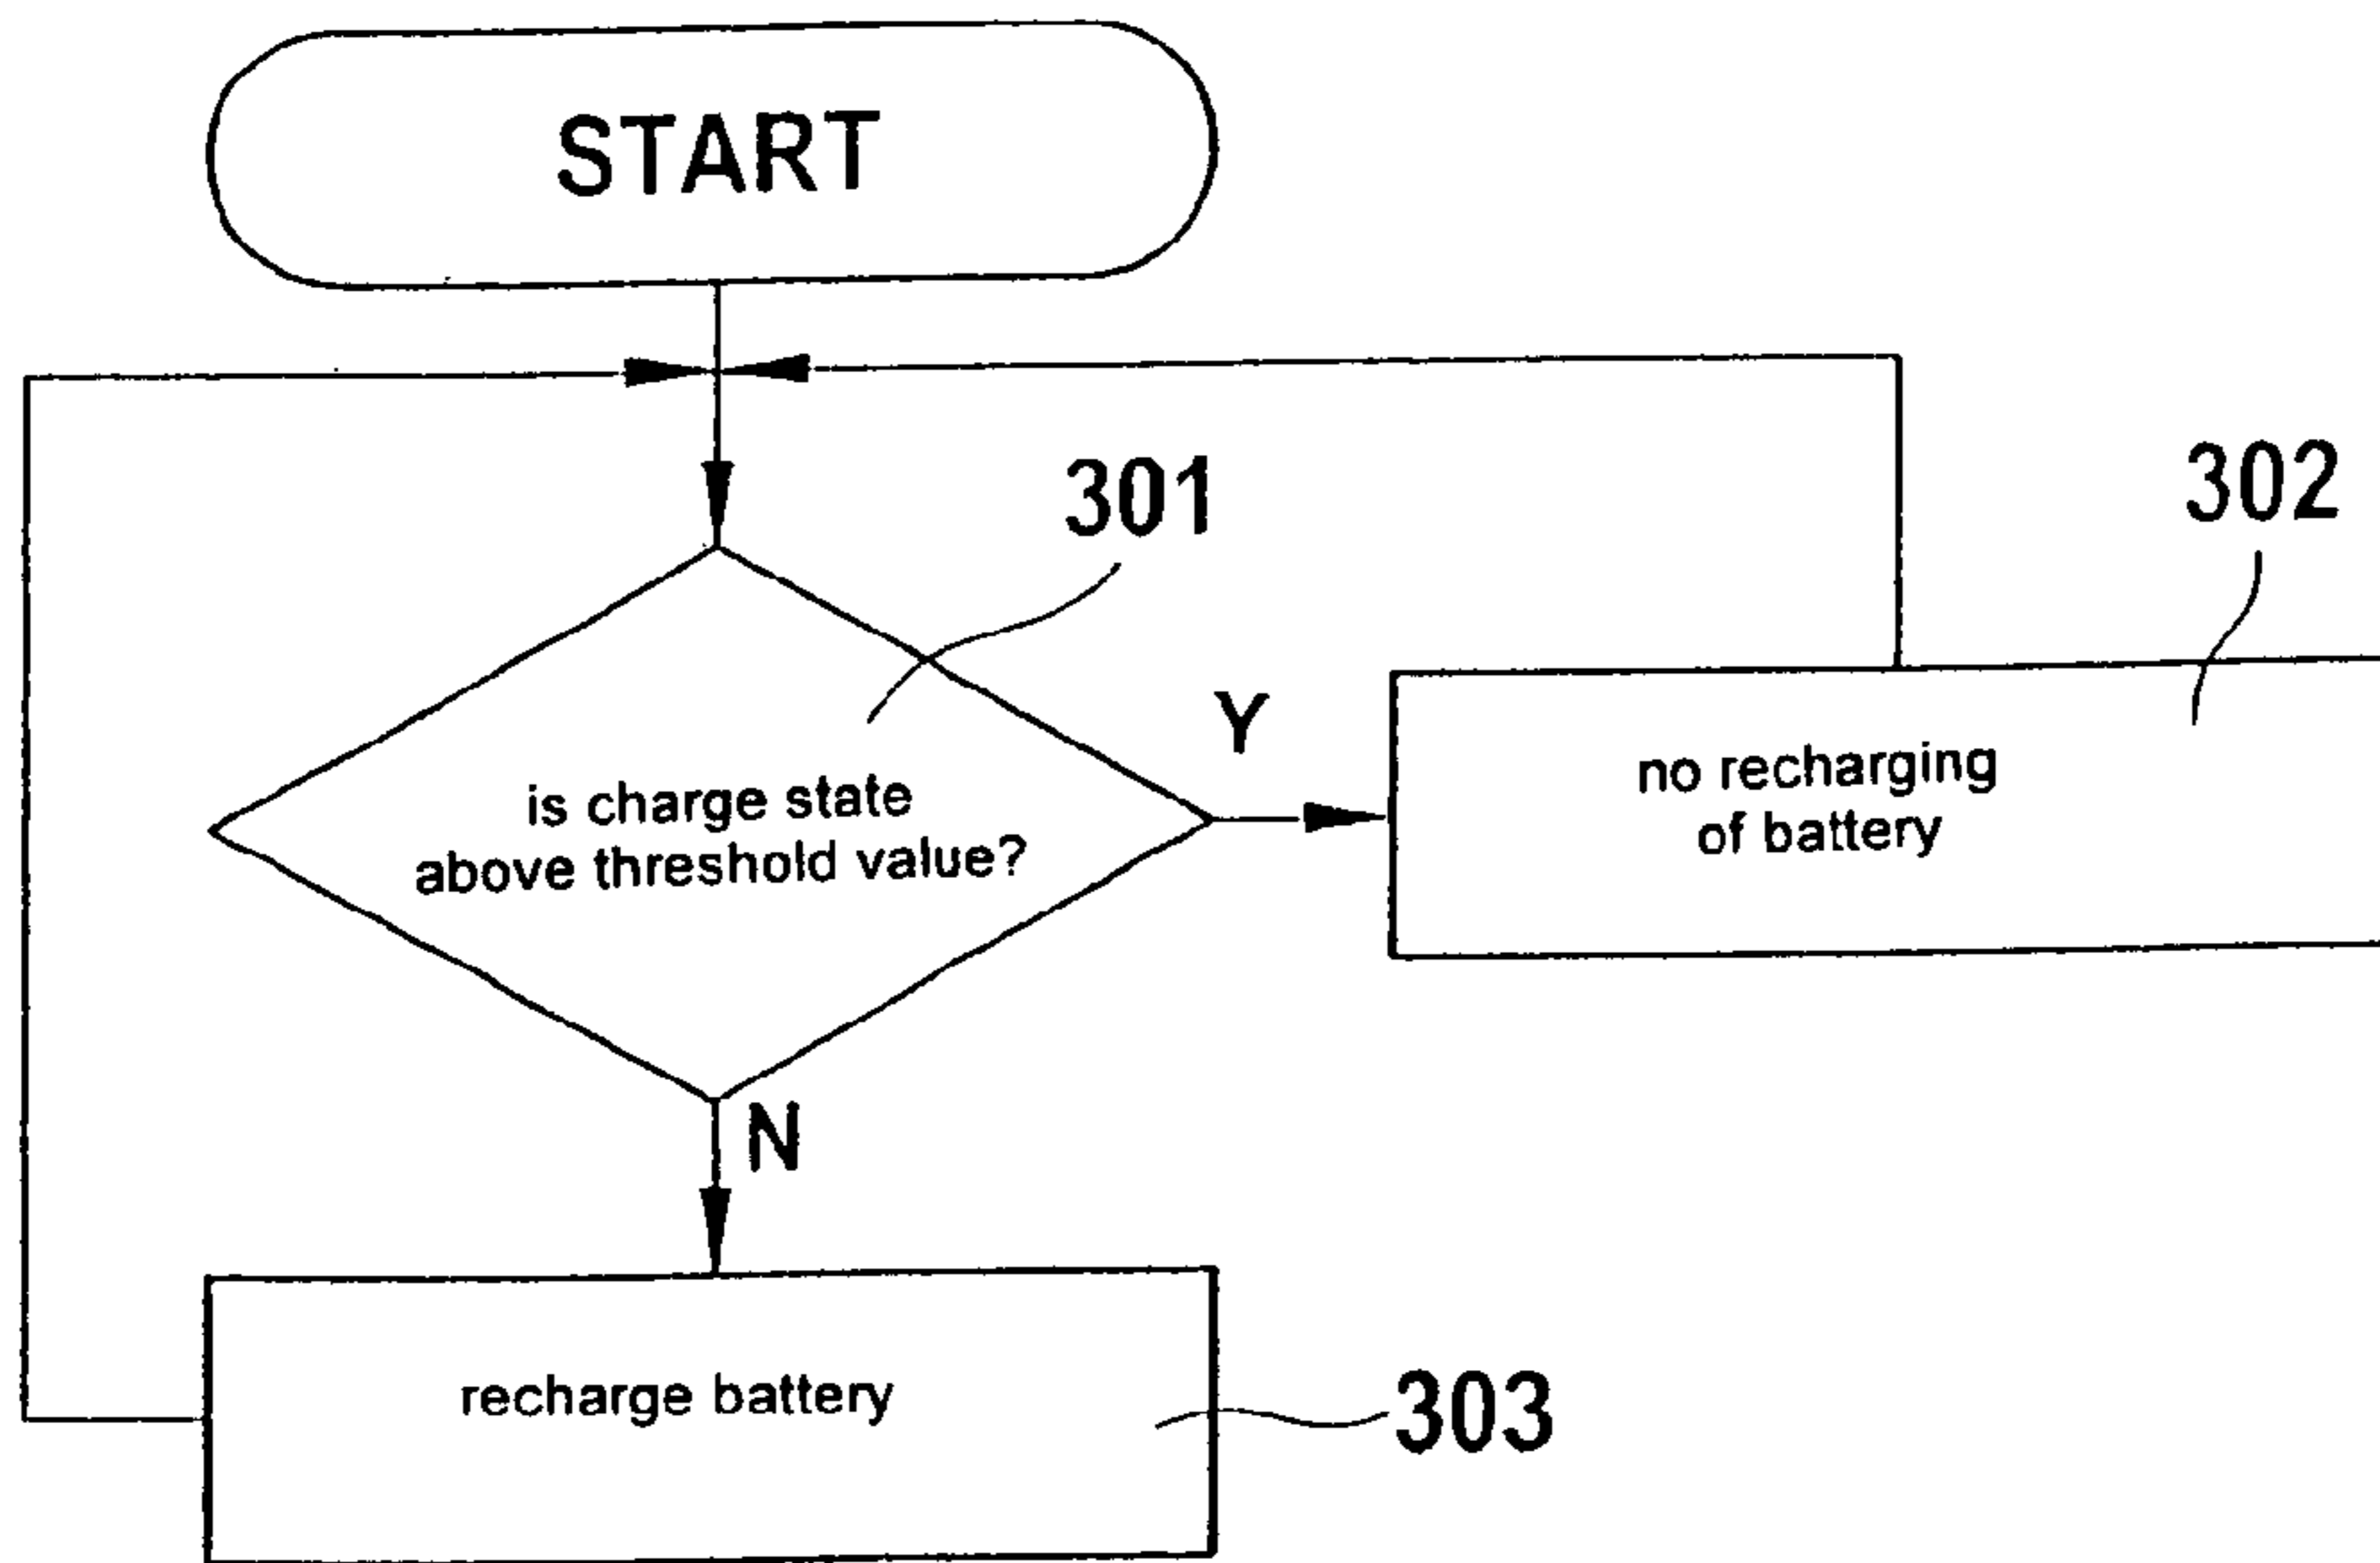 START
301
302
Y
is charge state
above threshold value?
no recharging
of battery
N
recharge battery
303